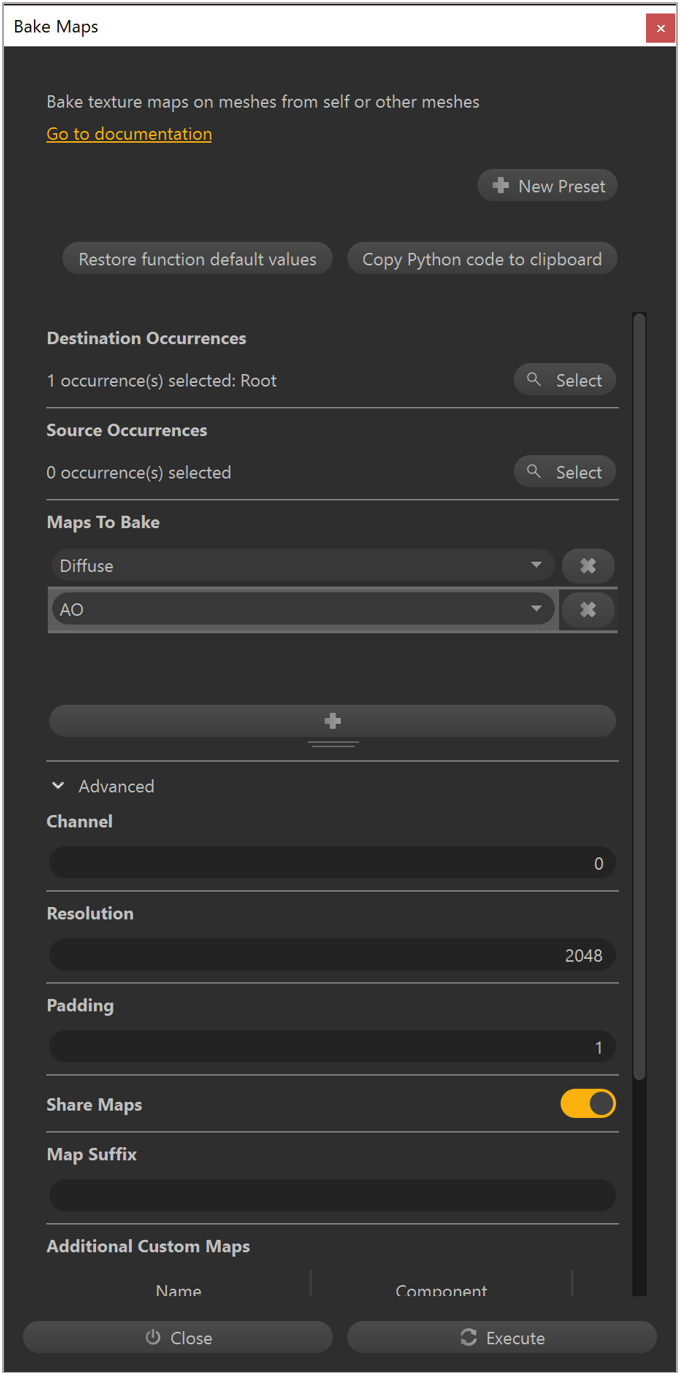 Bake Maps
Bake texture maps on meshes from self or other meshes
Go to documentation
New Preset
Restore function default values
Copy Python code to clipboard
Destination Occurrences
1 occurrence(s) selected: Root
Select
Source Occurrences
0 occurrence(s) selected
Select
Maps To Bake
Diffuse
AO
Advanced
Channel
0
Resolution
2048
Padding
1
Share Maps
Map Suffix
Additional Custom Maps
Name
Component
Close
Execute